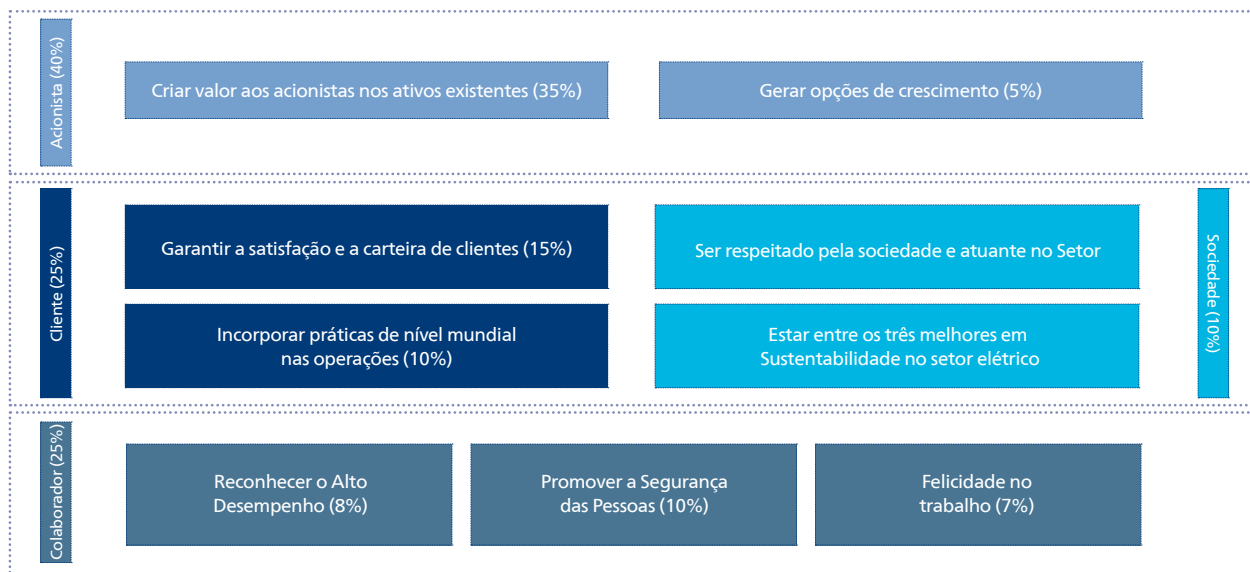 Acionista (40%)
Criar valor aos acionistas nos ativos existentes (35%)
Gerar opções de crescimento (5%)
Cliente (25%)
Garantir a satisfação e a carteira de clientes (15%)
Ser respeitado pela sociedade e atuante no Setor
Incorporar práticas de nível mundial
nas operações (10%)
Estar entre os três melhores em
Sustentabilidade no setor elétrico
Sociedade (10%)
Colaborador (25%)
Reconhecer o Alto
Desempenho (8%)
Promover a Segurança
das Pessoas (10%)
Felicidade no
trabalho (7%)